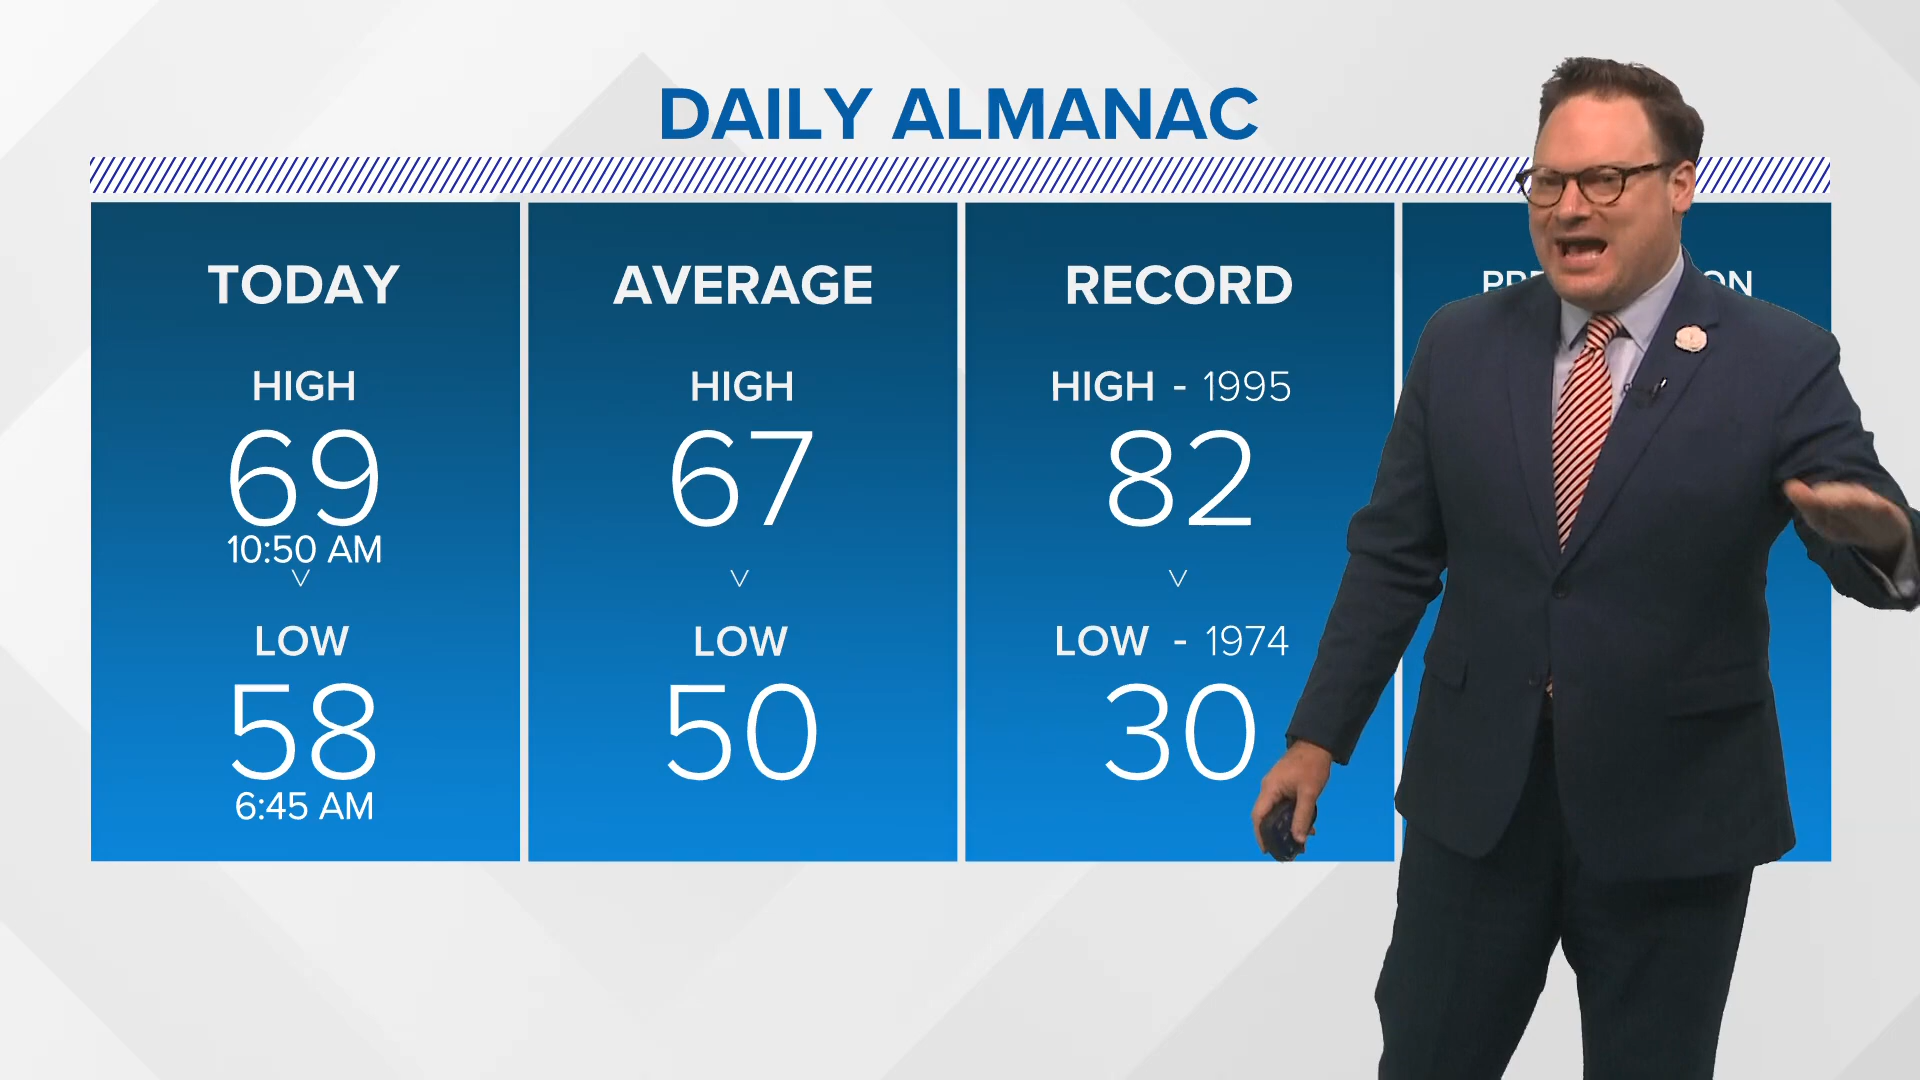 DAILY ALMANAC
TODAY
HIGH
69
10:50 AM
LOW
58
6:45 AM
AVERAGE
HIGH
67
LOW
50
RECORD
HIGH - 1995
82
LOW - 1974
30